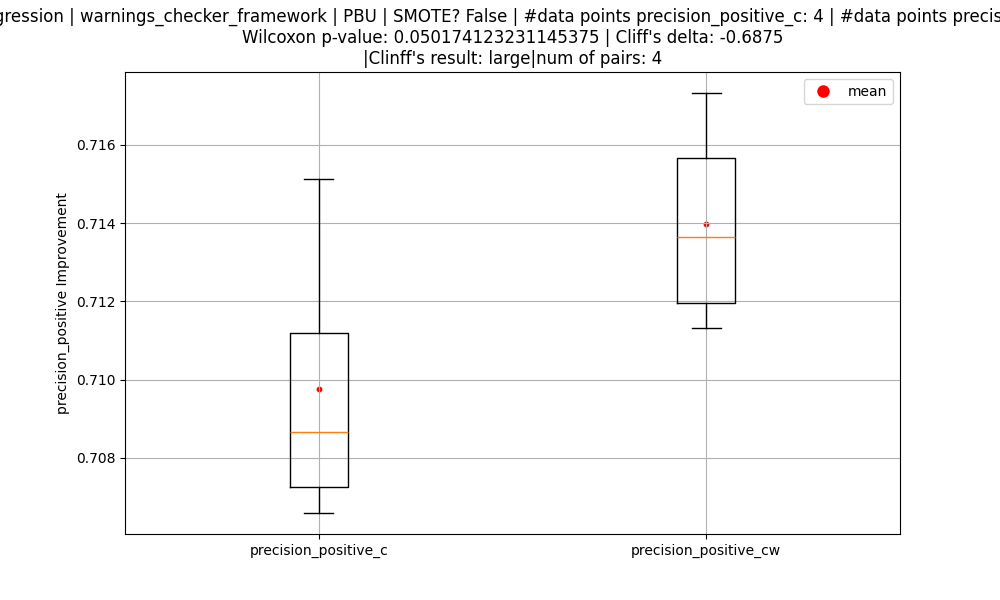 | warnings_checker_framework | PBU | SMOTE? False | #data points precision_positive_c: 4 | #data points
Wilcoxon p-value: 0.050174123231145375 | Cliff's delta: -0.6875
|Clinff's result: large|num of pairs: 4
mean
0.716
0.714
0.712
0.710
0.708
precision_positive Improvement
precision_positive_c
precision_positive_cw